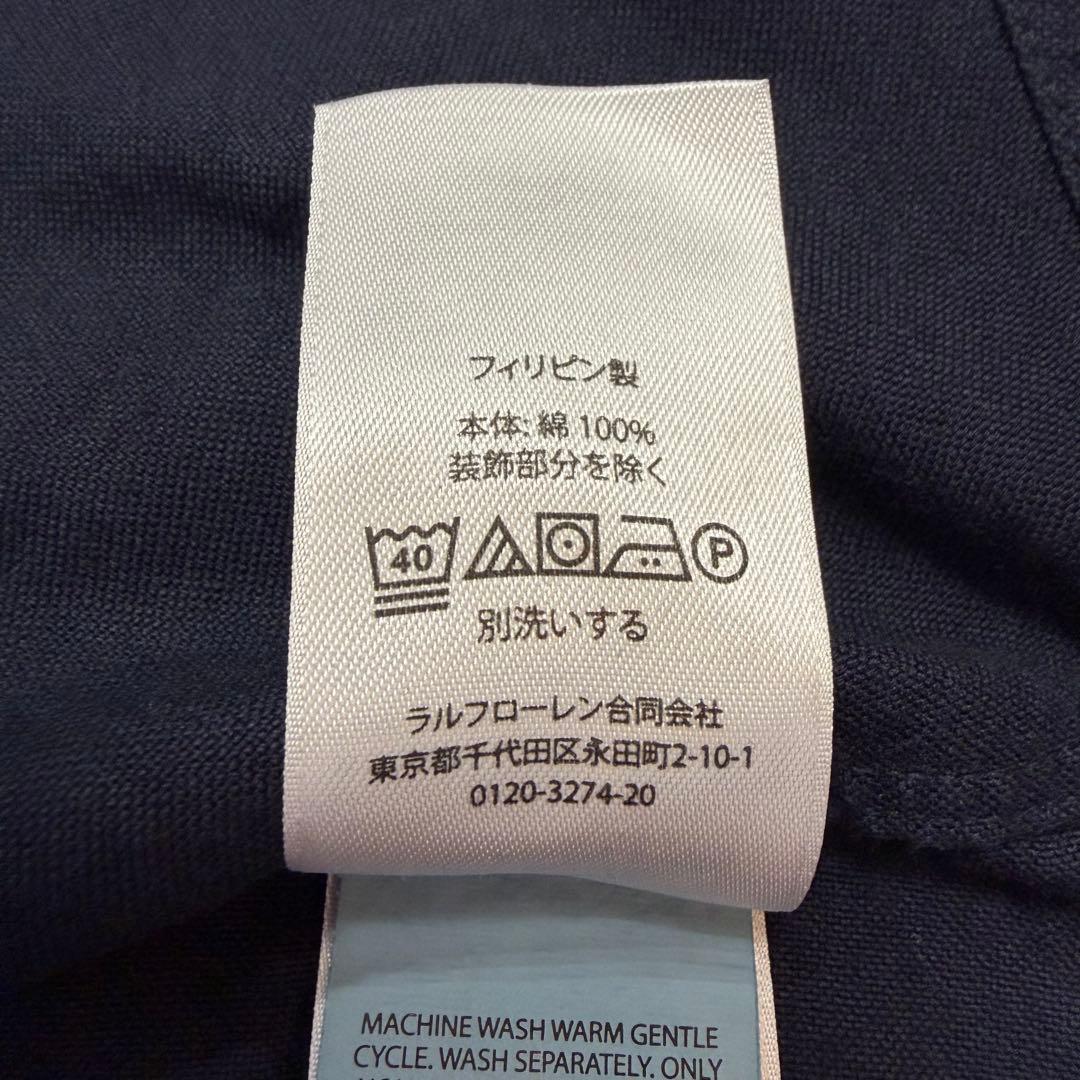 フィリピン製
本体: 綿 100%
装飾部分を除く
40 P
別洗いする
ラルフローレン合同会社
東京都千代田区永田町2-10-1
0120-3274-20
MACHINE WASH WARM GENTLE
CYCLE. WASH SEPARATELY. ONLY